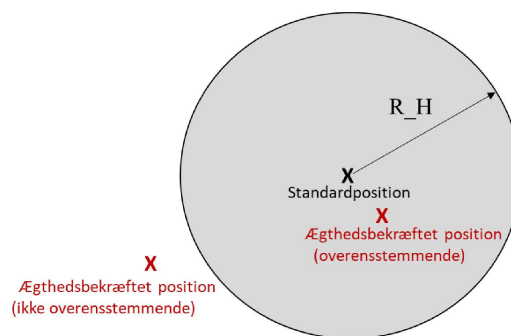 R_H
X
Standardposition
X
Ægthedsbekræftet position
(overensstemmende)
X
Ægthedsbekræftet position
(ikke overensstemmende)